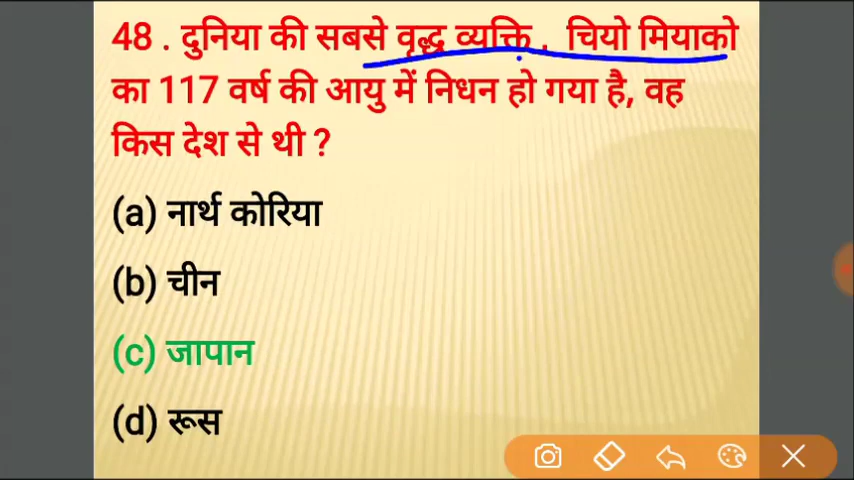 48 . दुनिया की सबसे वृद्ध व्यक्ति , चियो मियाको
का 117 वर्ष की आयु में निधन हो गया है, वह
किस देश से थी ?
(a) नार्थ कोरिया
(b) चीन
(c) जापान
(d) रूस